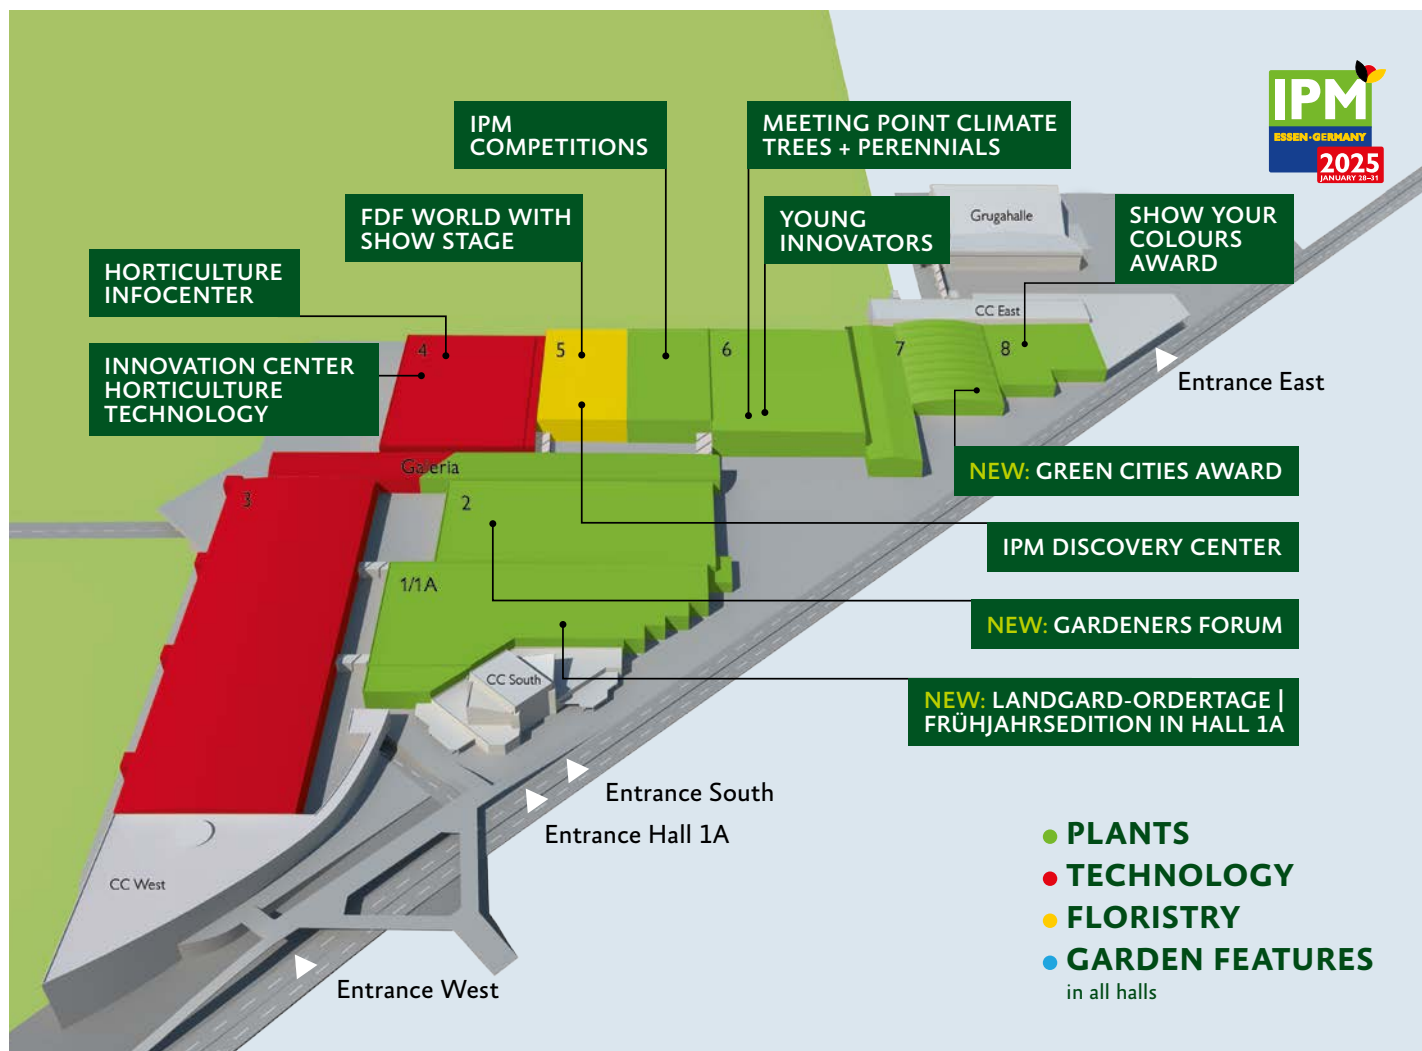 IPM
ESSEN·GERMANY
2025
JANUARY 28–31
IPM
COMPETITIONS
MEETING POINT CLIMATE
TREES + PERENNIALS
FDF WORLD WITH
SHOW STAGE
YOUNG
INNOVATORS
Grugahalle
SHOW YOUR
COLOURS
AWARD
HORTICULTURE
INFOCENTER
CC East
INNOVATION CENTER
HORTICULTURE
TECHNOLOGY
4
5
6
7
8
Entrance East
Galeria
NEW: GREEN CITIES AWARD
3
2
IPM DISCOVERY CENTER
1/1A
NEW: GARDENERS FORUM
CC South
NEW: LANDGARD-ORDERTAGE |
FRÜHJAHRSEDITION IN HALL 1A
Entrance South
Entrance Hall 1A
CC West
Entrance West
PLANTS
TECHNOLOGY
FLORISTRY
GARDEN FEATURES
in all halls